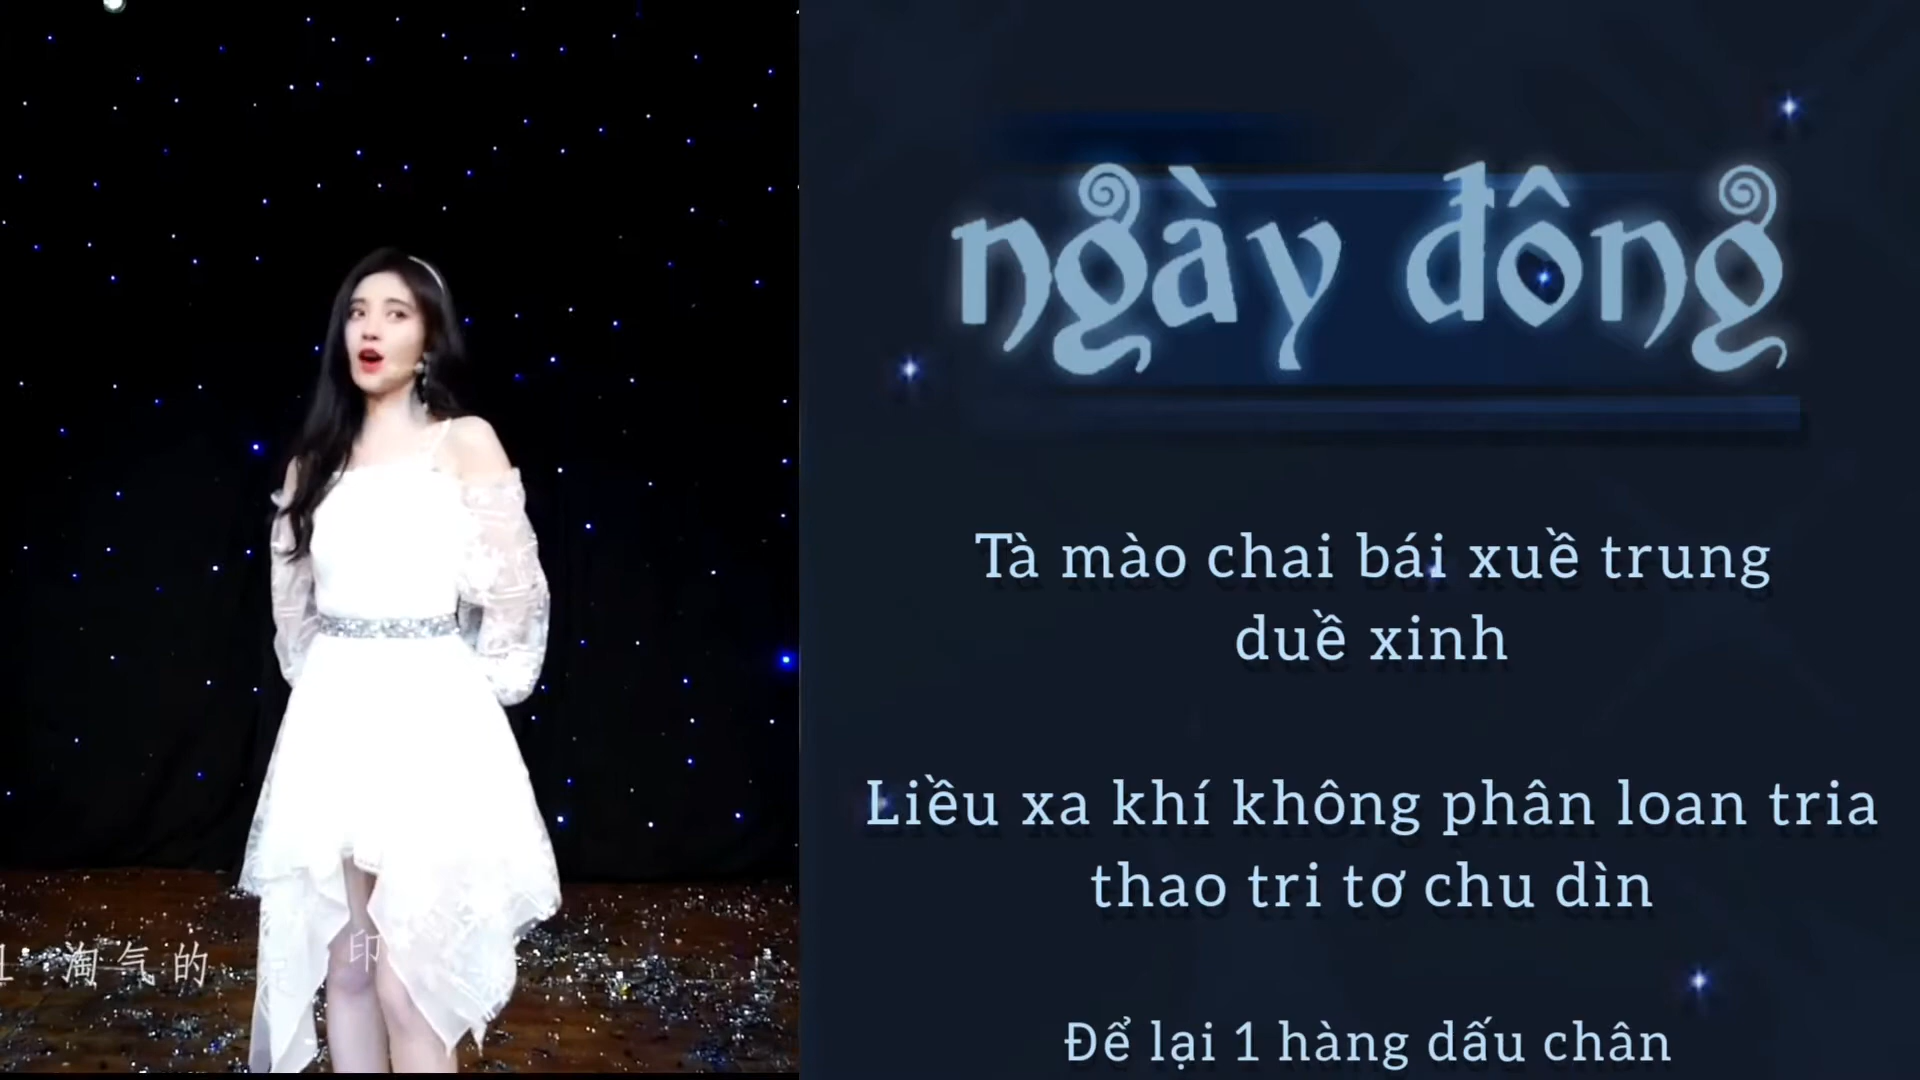 ngày đông
Tà mào chai bái xuề trung
duề xinh
Liều xa khí không phân loan tria
thao tri tơ chu dìn
Để lại 1 hàng dấu chân
淘气的 印